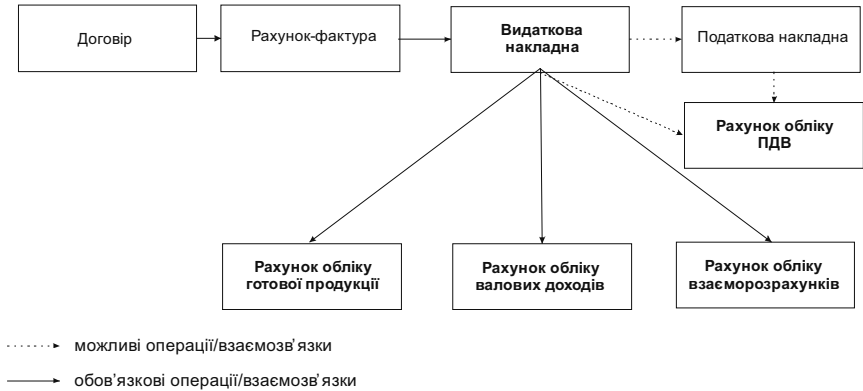 Договір
Рахунок-фактура
Видаткова
накладна
Податкова накладна
Рахунок обліку
ПДВ
Рахунок обліку
готової продукції
Рахунок обліку
валових доходів
Рахунок обліку
взаєморозрахунків
можливі операції/взаємозв'язки
обов'язкові операції/взаємозв'язки